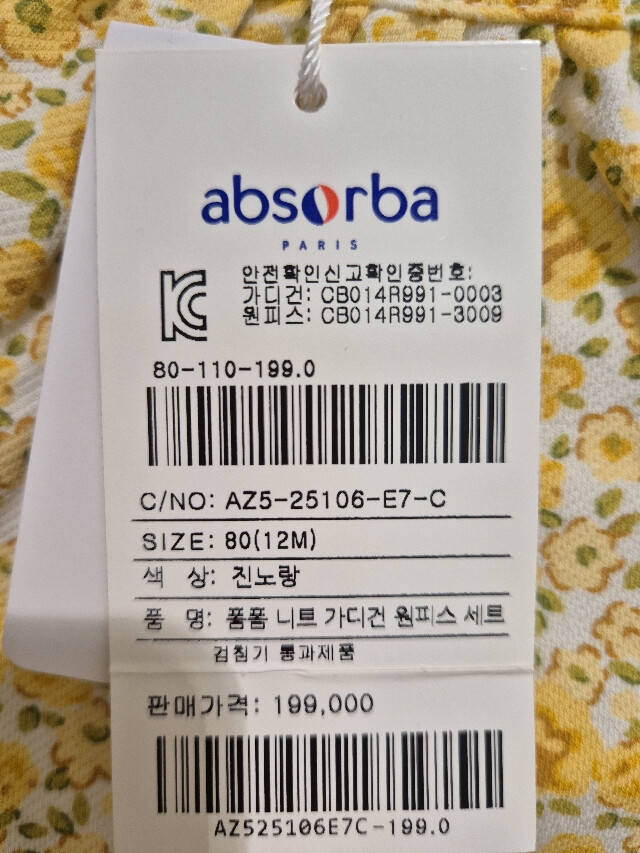 absorba
PARIS
안전확인신고확인증번호:
가디건: CB014R991-0003
원피스: CB014R991-3009
80-110-199.0
C/NO: AZ5-25106-E7-C
SIZE: 80(12M)
색 상: 진노랑
품 명: 품품 니트 가디건 원피스 세트
검침기 통과제품
판매가격: 199,000
AZ525106E7C-199.0